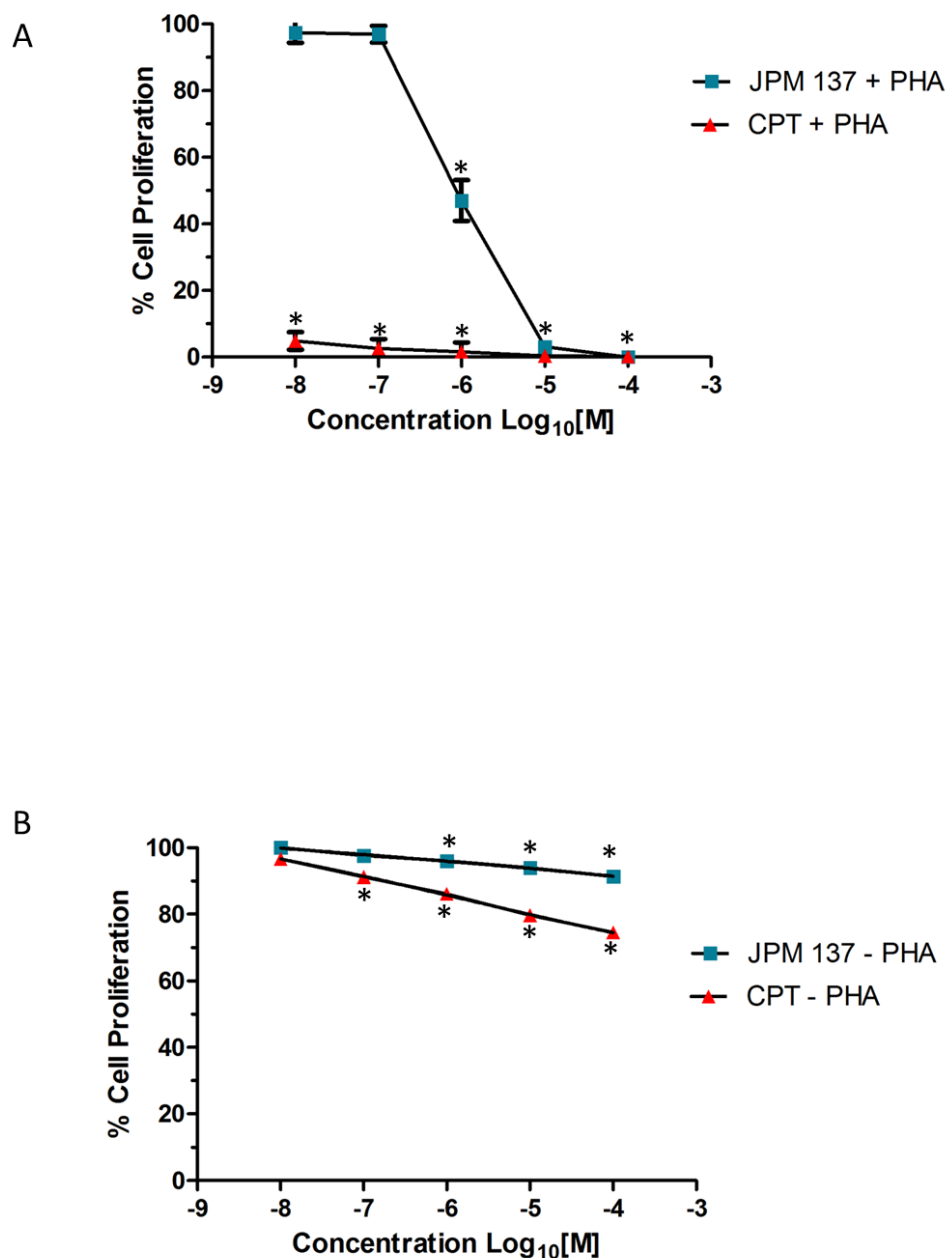 A
100
80
60
40
20
0
% Cell Proliferation
*
* * * * *
-9 -8 -7 -6 -5 -4 -3
Concentration Log₁₀[M]
JPM 137 + PHA
CPT + PHA
B
100
80
60
40
20
0
% Cell Proliferation
* * *
* * * *
-9 -8 -7 -6 -5 -4 -3
Concentration Log₁₀[M]
JPM 137 - PHA
CPT - PHA